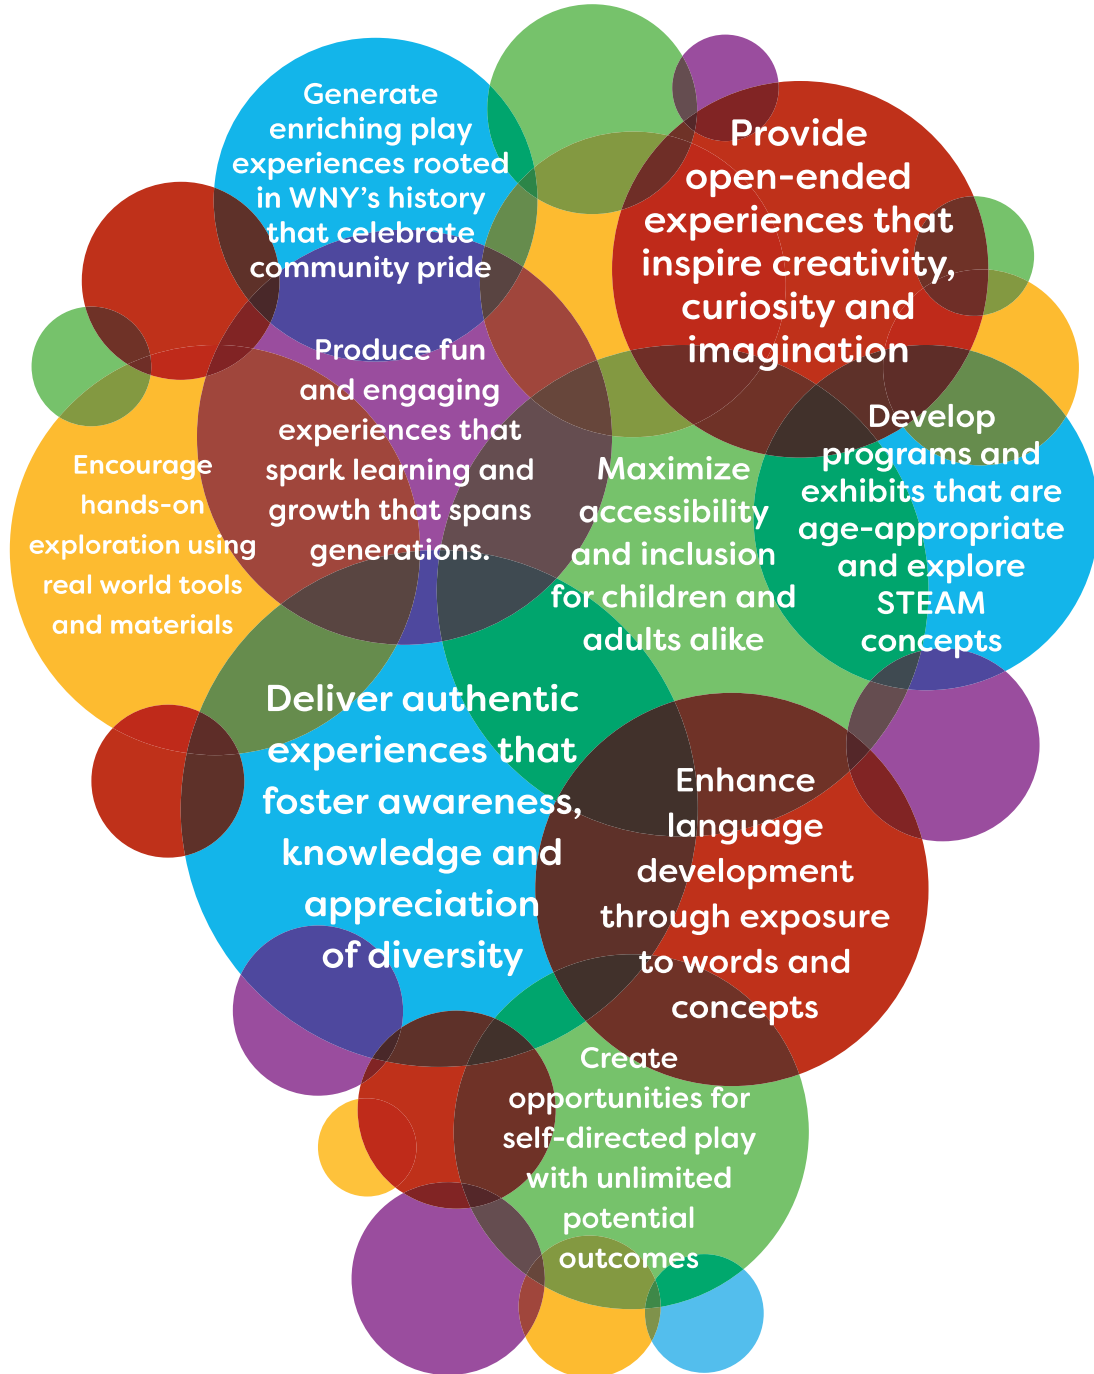 Generate
enriching play
experiences rooted
in WNY’s history
that celebrate
community pride
Provide
open-ended
experiences that
inspire creativity,
curiosity and
imagination
Produce fun
and engaging
experiences that
spark learning and
growth that spans
generations.
Encourage
hands-on
exploration using
real world tools
and materials
Maximize
accessibility
and inclusion
for children and
adults alike
Develop
programs and
exhibits that are
age-appropriate
and explore
STEAM
concepts
Deliver authentic
experiences that
foster awareness,
knowledge and
appreciation
of diversity
Enhance
language
development
through exposure
to words and
concepts
Create
opportunities for
self-directed play
with unlimited
potential
outcomes